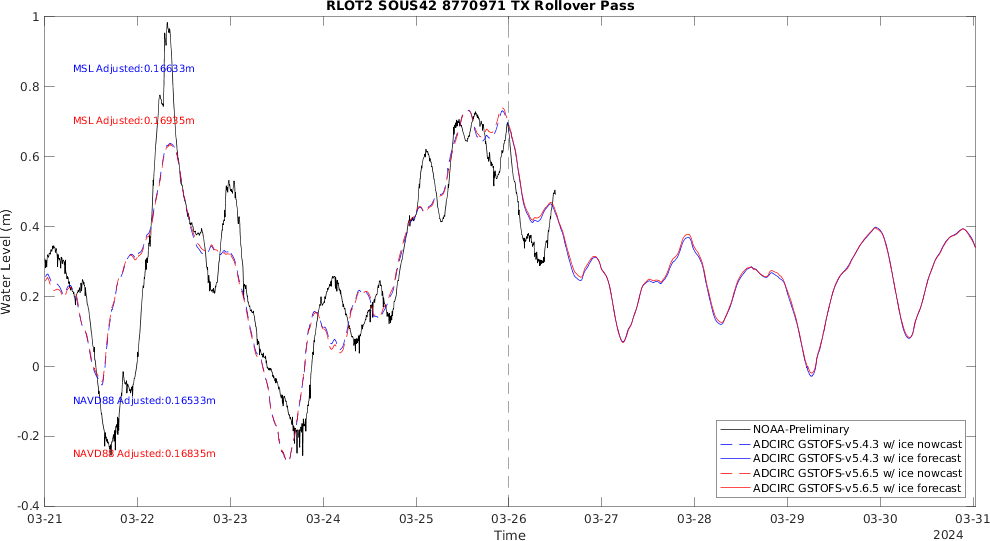 RLOT2 SOUS42 8770971 TX Rollover Pass
1
0.8
0.6
0.4
0.2
0
-0.2
-0.4
Water Level (m)
MSL Adjusted:0.16633m
MSL Adjusted:0.16935m
NAVD88 Adjusted:0.16533m
NAVD88 Adjusted:0.16835m
NOAA-Preliminary
ADCIRC GSTOFS-v5.4.3 w/ ice nowcast
ADCIRC GSTOFS-v5.4.3 w/ ice forecast
ADCIRC GSTOFS-v5.6.5 w/ ice nowcast
ADCIRC GSTOFS-v5.6.5 w/ ice forecast
03-21 03-22 03-23 03-24 03-25 03-26 03-27 03-28 03-29 03-30 03-31
Time
2024